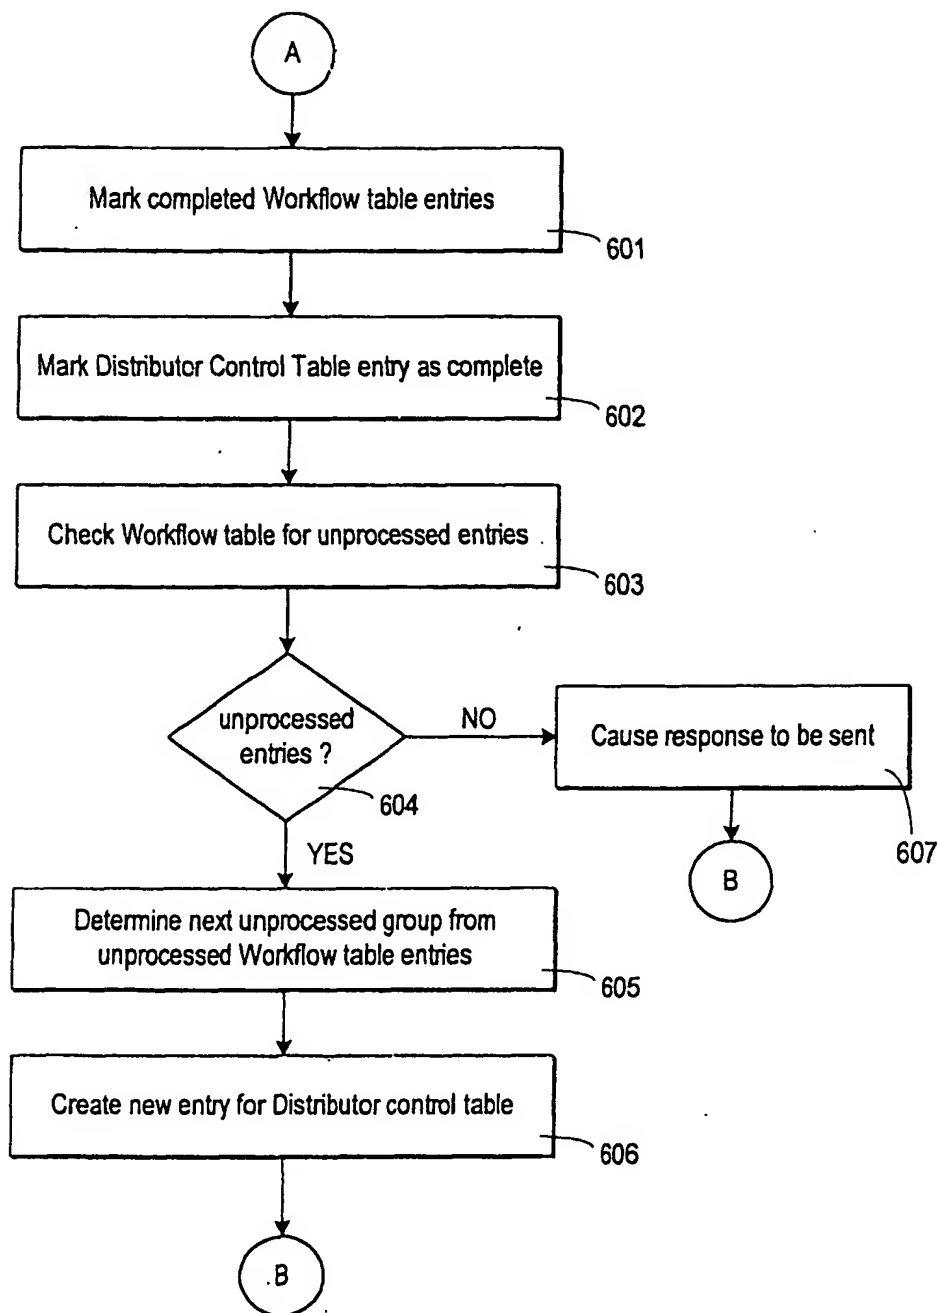 A
Mark completed Workflow table entries
601
Mark Distributor Control Table entry as complete
602
Check Workflow table for unprocessed entries
603
unprocessed
entries ?
604
NO
Cause response to be sent
607
B
YES
Determine next unprocessed group from
unprocessed Workflow table entries
605
Create new entry for Distributor control table
606
B